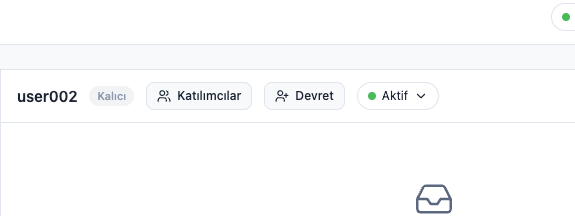 user002 Kalıcı Katılımcılar Devret Aktif